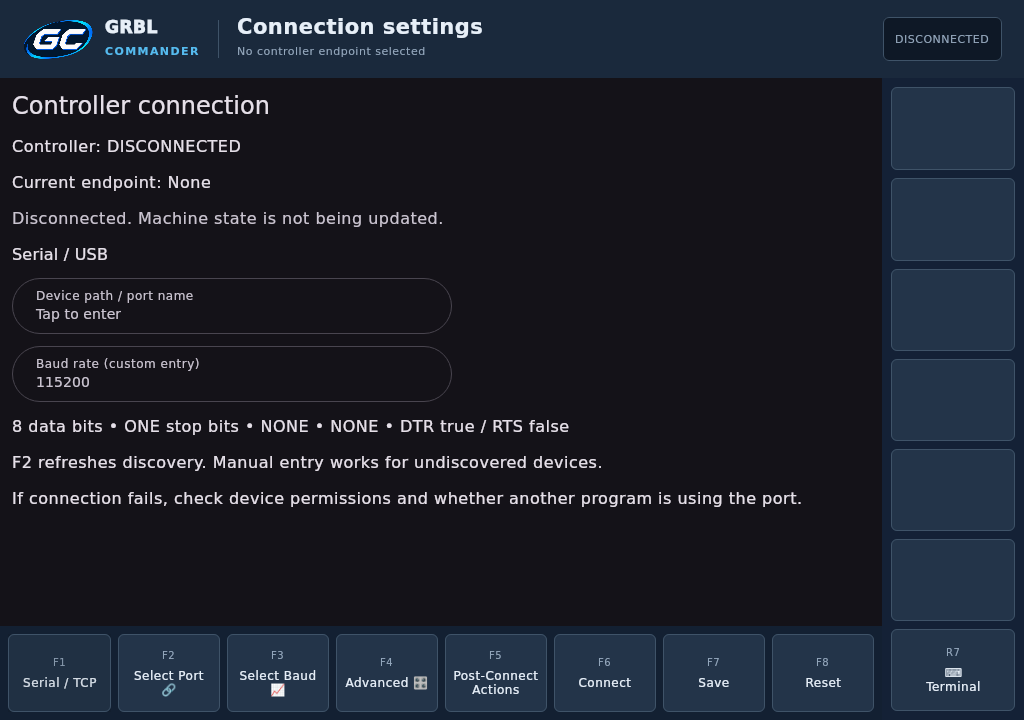 GC
GRBL
COMMANDER
Connection settings
No controller endpoint selected
DISCONNECTED
Controller connection
Controller: DISCONNECTED
Current endpoint: None
Disconnected. Machine state is not being updated.
Serial / USB
Device path / port name
Tap to enter
Baud rate (custom entry)
115200
8 data bits • ONE stop bits • NONE • NONE • DTR true / RTS false
F2 refreshes discovery. Manual entry works for undiscovered devices.
If connection fails, check device permissions and whether another program is using the port.
F1
Serial / TCP
F2
Select Port
F3
Select Baud
F4
Advanced
F5
Post-Connect
Actions
F6
Connect
F7
Save
F8
Reset
R7
Terminal